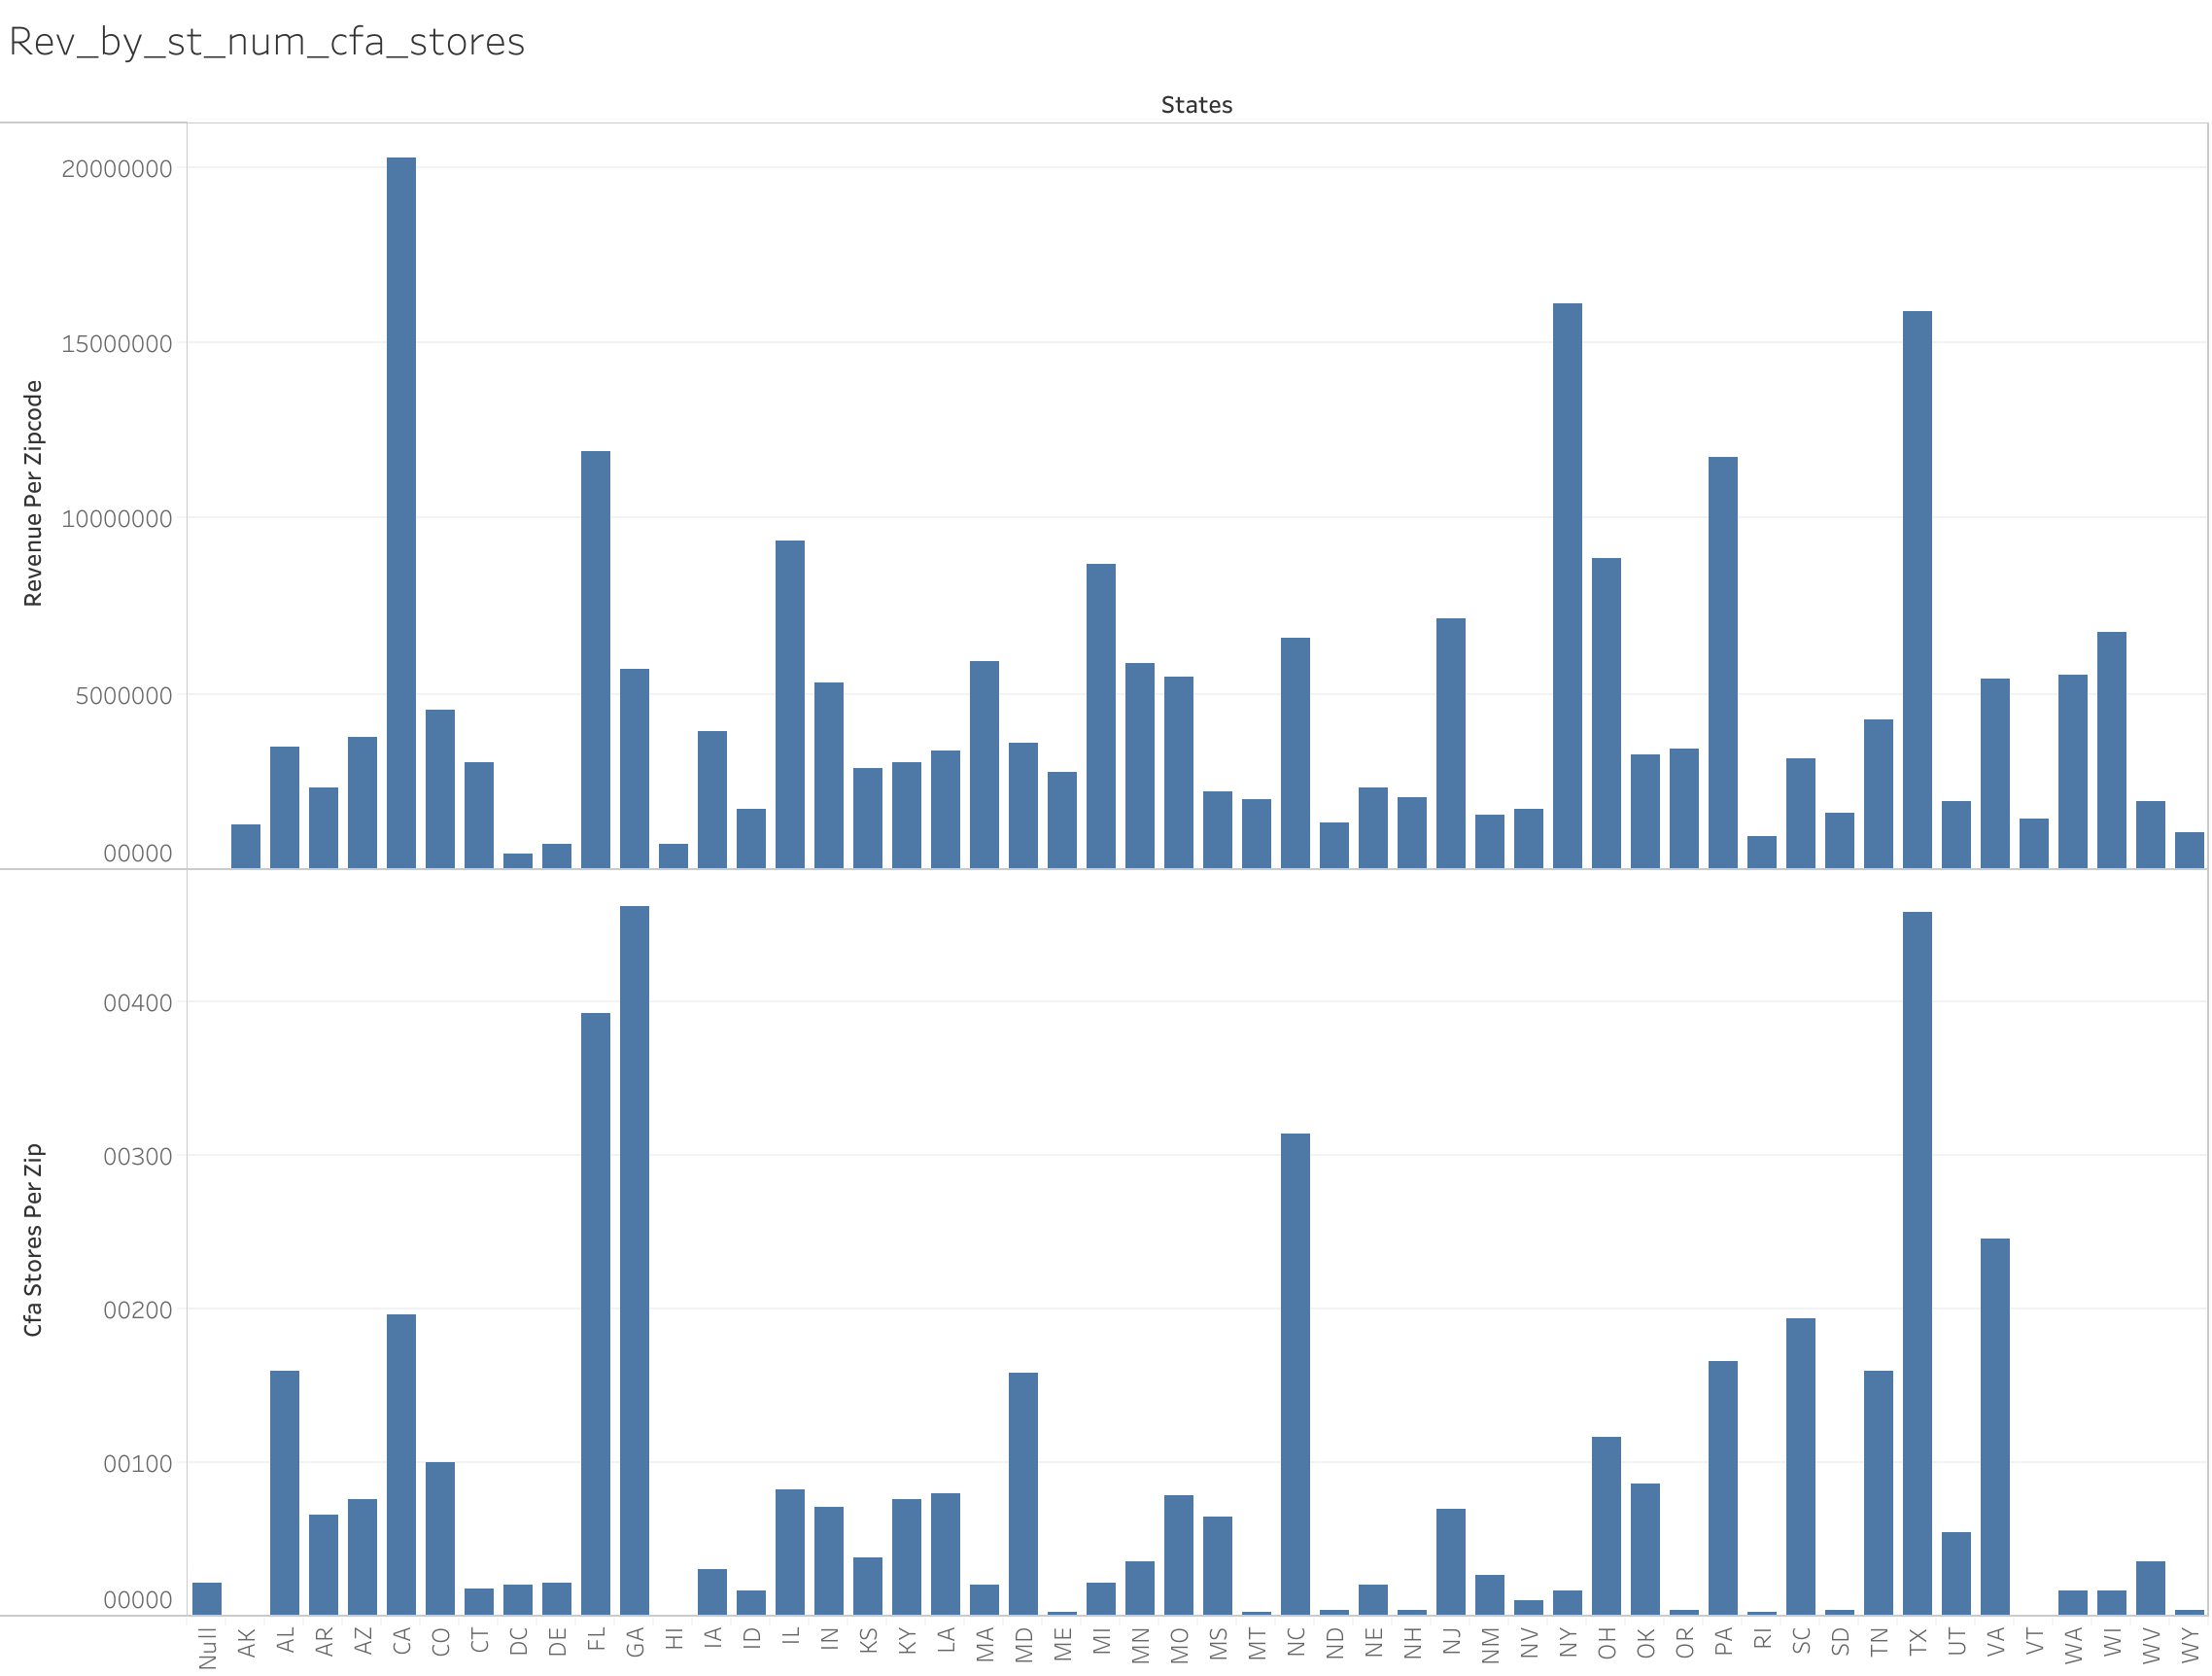 Rev_by_st_num_cfa_stores
States
Revenue Per Zipcode
20000000
15000000
10000000
5000000
00000
Cfa Stores Per Zip
00400
00300
00200
00100
00000
Null AK AL AR AZ CA CO CT DC DE FL GA HI IA ID IL IN KS KY LA MA MD ME MI MN MO MS MT NC ND NE NH NJ NM NV NY OH OK OR PA RI SC SD TN TX UT VA VT WA WI WV WY